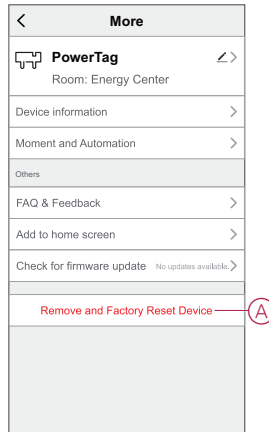 More
PowerTag
Room: Energy Center
Device information
Moment and Automation
Others
FAQ & Feedback
Add to home screen
Check for firmware update No updates available.
Remove and Factory Reset Device A